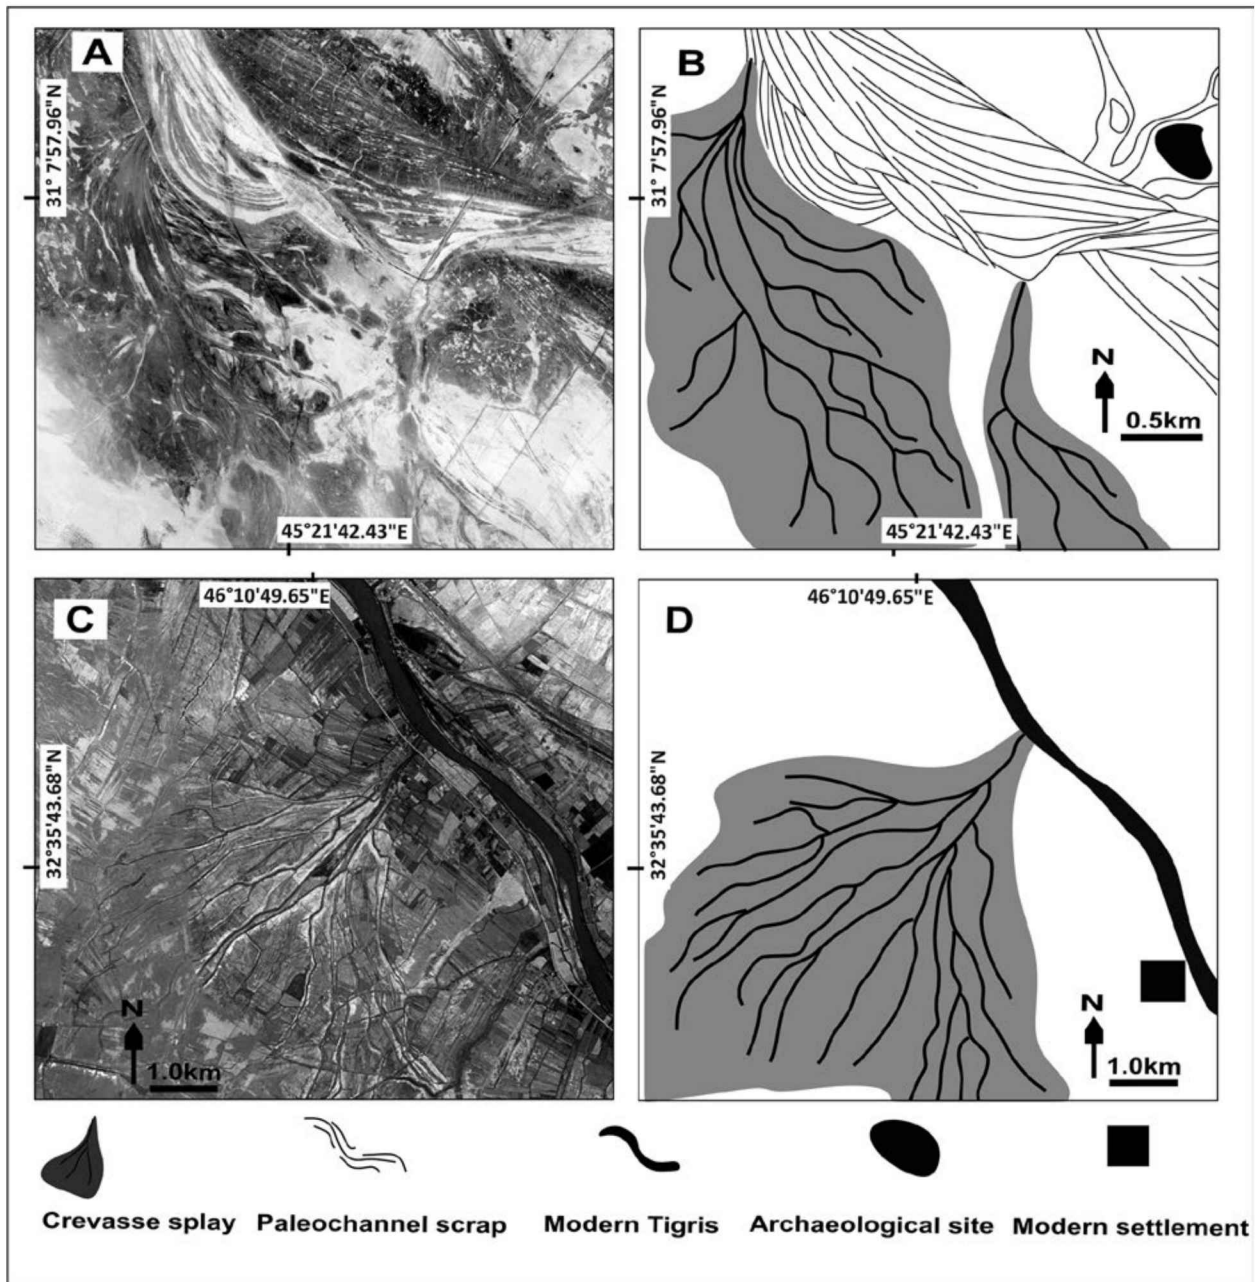 A
B
31° 7'57.96"N
31° 7'57.96"N
N
0.5km
45°21'42.43"E
45°21'42.43"E
46°10'49.65"E
46°10'49.65"E
C
D
32°35'43.68"N
32°35'43.68"N
N
1.0km
N
1.0km
Crevasse splay
Paleochannel scrap
Modern Tigris
Archaeological site
Modern settlement